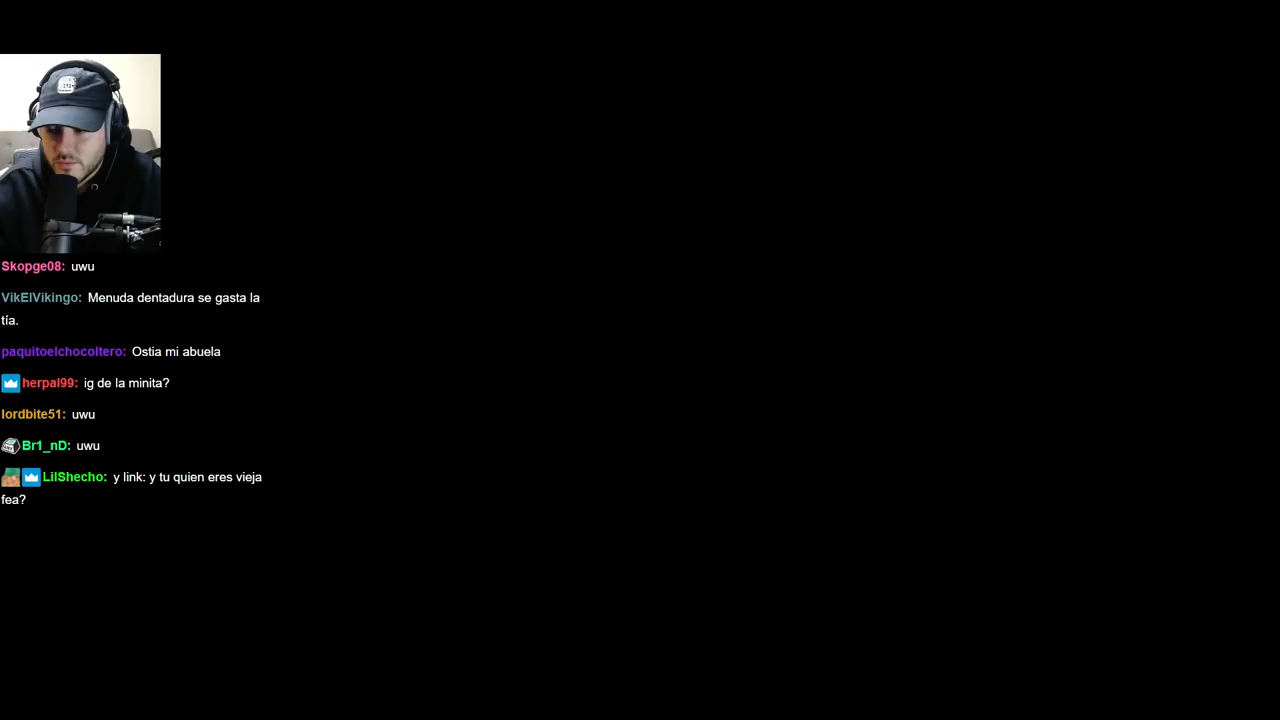 Skopge08: uwu
VikElVikingo: Menuda dentadura se gasta la
tía.
paquitoelchocoltero: Ostia mi abuela
herpal99: ig de la minita?
lordbite51: uwu
Br1_nD: uwu
LilShecho: y link: y tu quien eres vieja
fea?